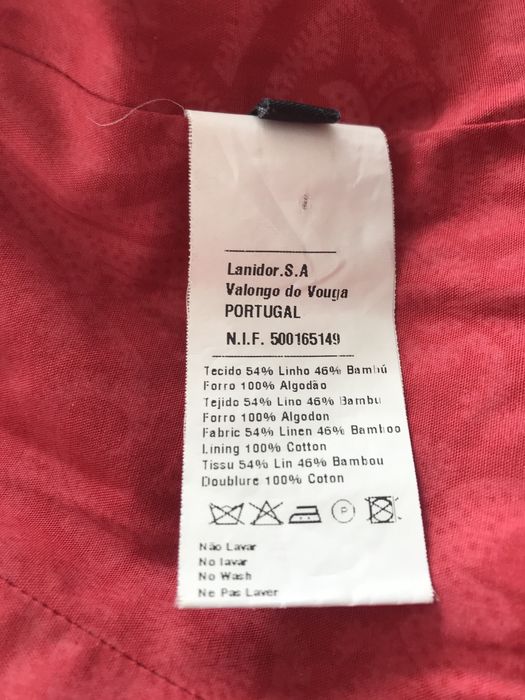 Lanidor.S.A
Valongo do Vouga
PORTUGAL
N.I.F. 500165149
Tecido 54% Linho 46% Bambú
Forro 100% Algodão
Tejido 54% Lino 46% Bambu
Forro 100% Algodon
Fabric 54% Linen 46% Bamboo
Lining 100% Cotton
Tissu 54% Lin 46% Bambou
Doublure 100% Coton
P
Não Lavar
No lavar
No Wash
Ne Pas Laver